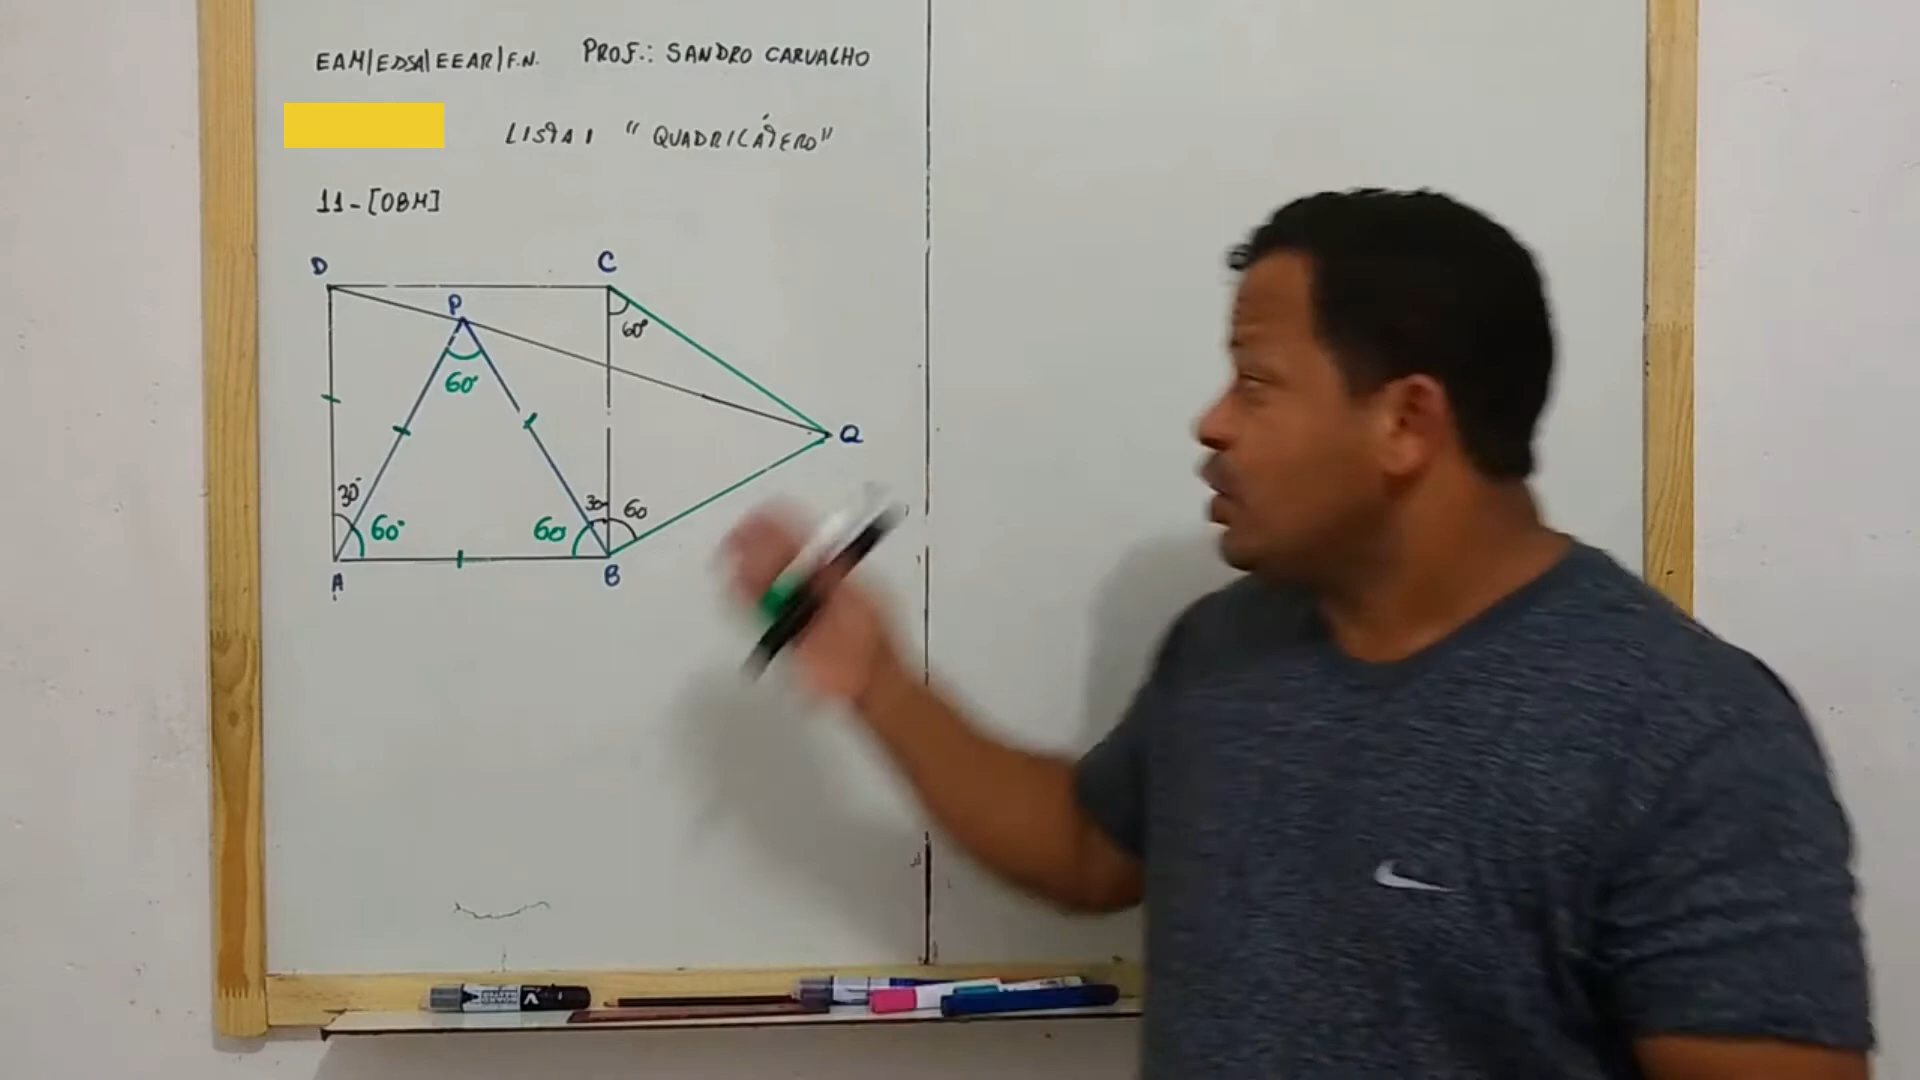 EAM/EDSA/EEAR/F.N. PROF.: SANDRO CARVALHO
LISTA 1 "QUADRILÁTERO"
11-[OBM]
D
C
P
60°
60°
Q
30°
60°
60
30
60
A
B